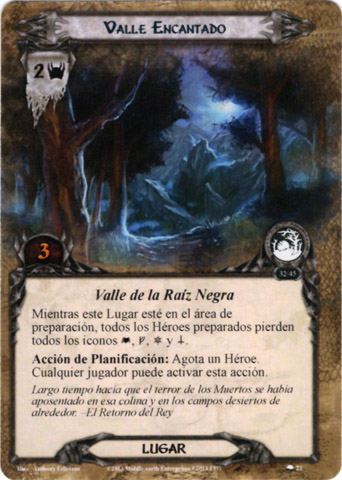 VALLE ENCANTADO
2
3
32/45
Valle de la Raíz Negra
Mientras este Lugar esté en el área de
preparación, todos los Héroes preparados pierden
todos los iconos , , y .
Acción de Planificación: Agota un Héroe.
Cualquier jugador puede activar esta acción.
Largo tiempo hacía que el terror de los Muertos se había
aposentado en esa colina y en los campos desiertos de
alrededor. –El Retorno del Rey
LUGAR
21